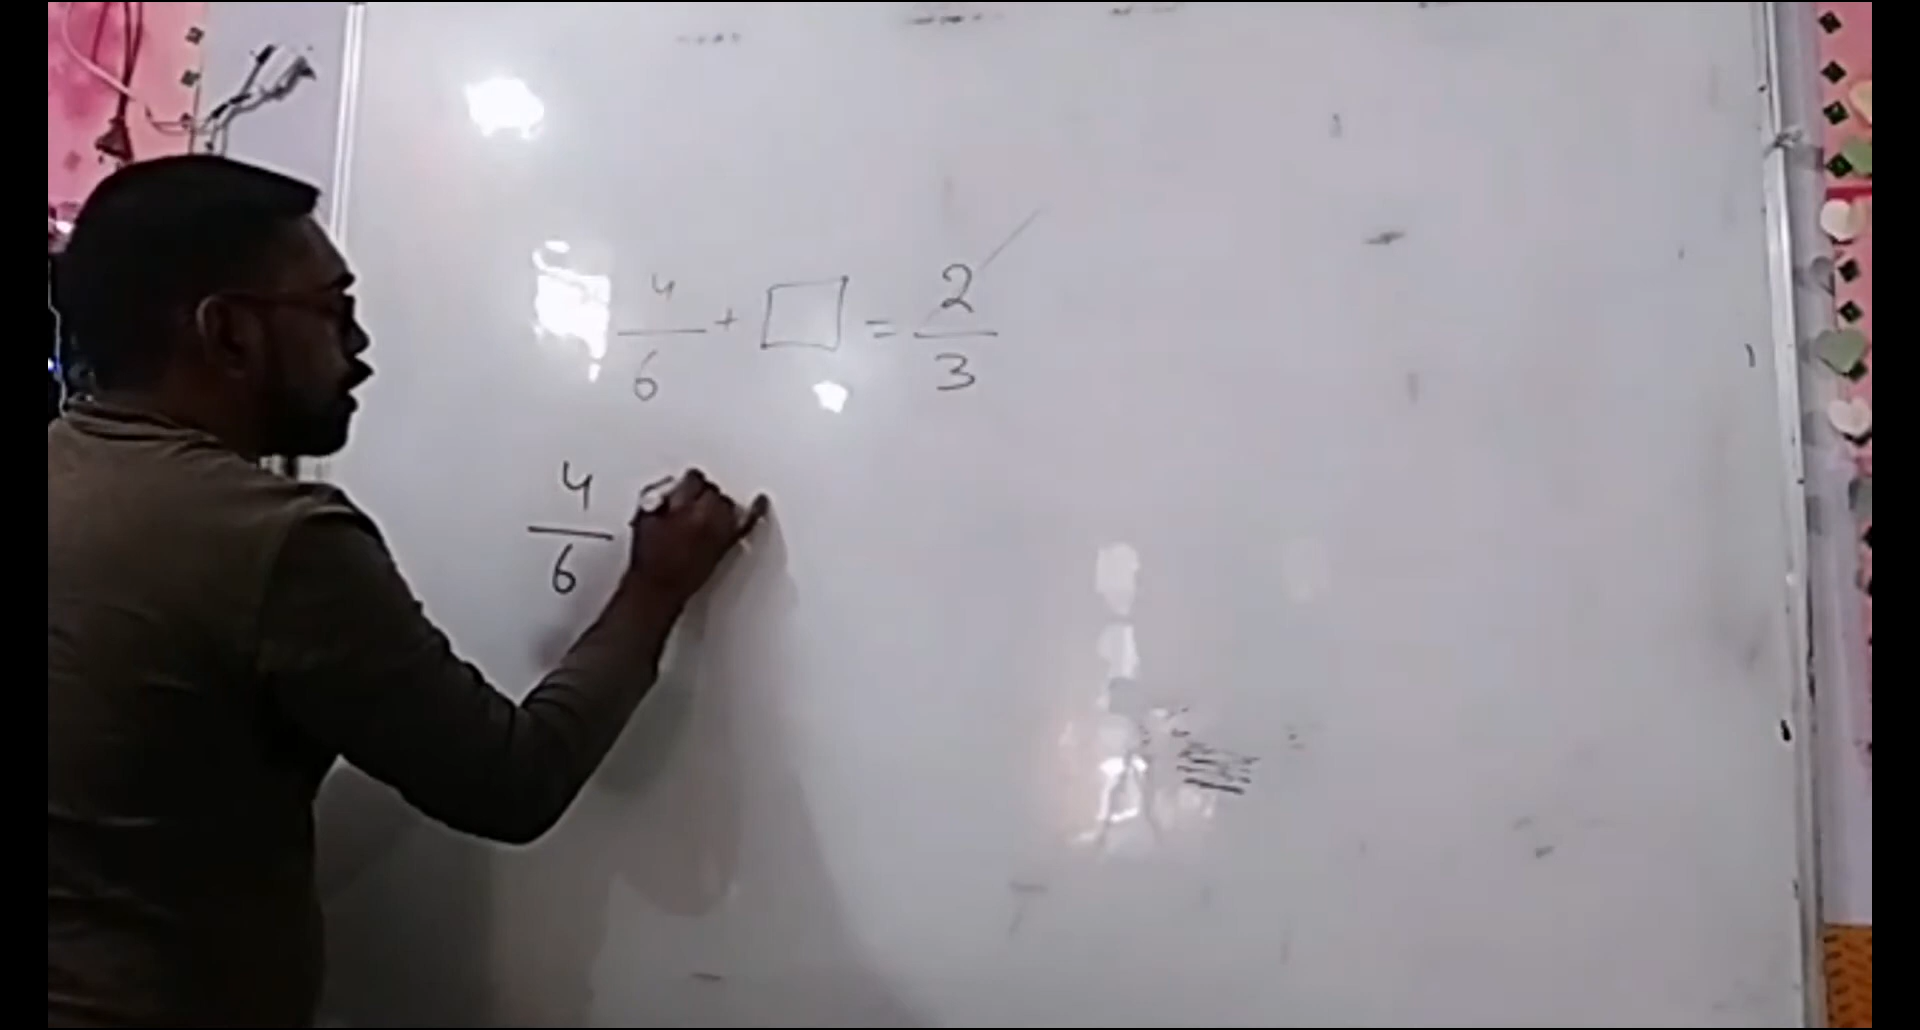 4/6 + □ = 2/3
4/6